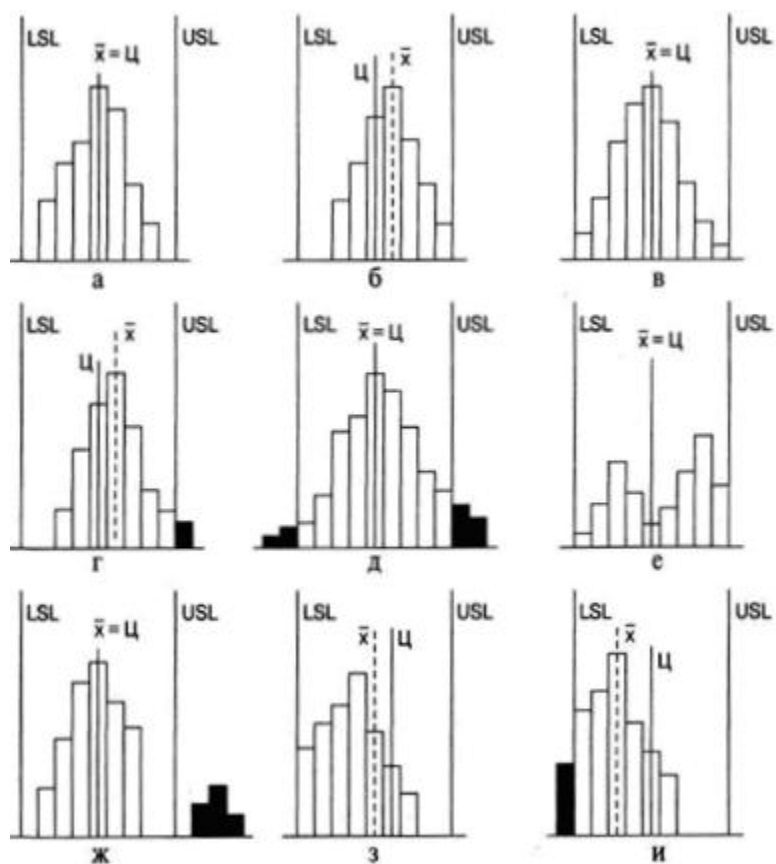 LSL x̄ = Ц USL
а
LSL Ц x̄ USL
б
LSL x̄ = Ц USL
в
LSL Ц x̄ USL
г
LSL x̄ = Ц USL
д
LSL x̄ = Ц USL
е
LSL x̄ = Ц USL
ж
LSL x̄ Ц USL
з
LSL x̄ Ц USL
и